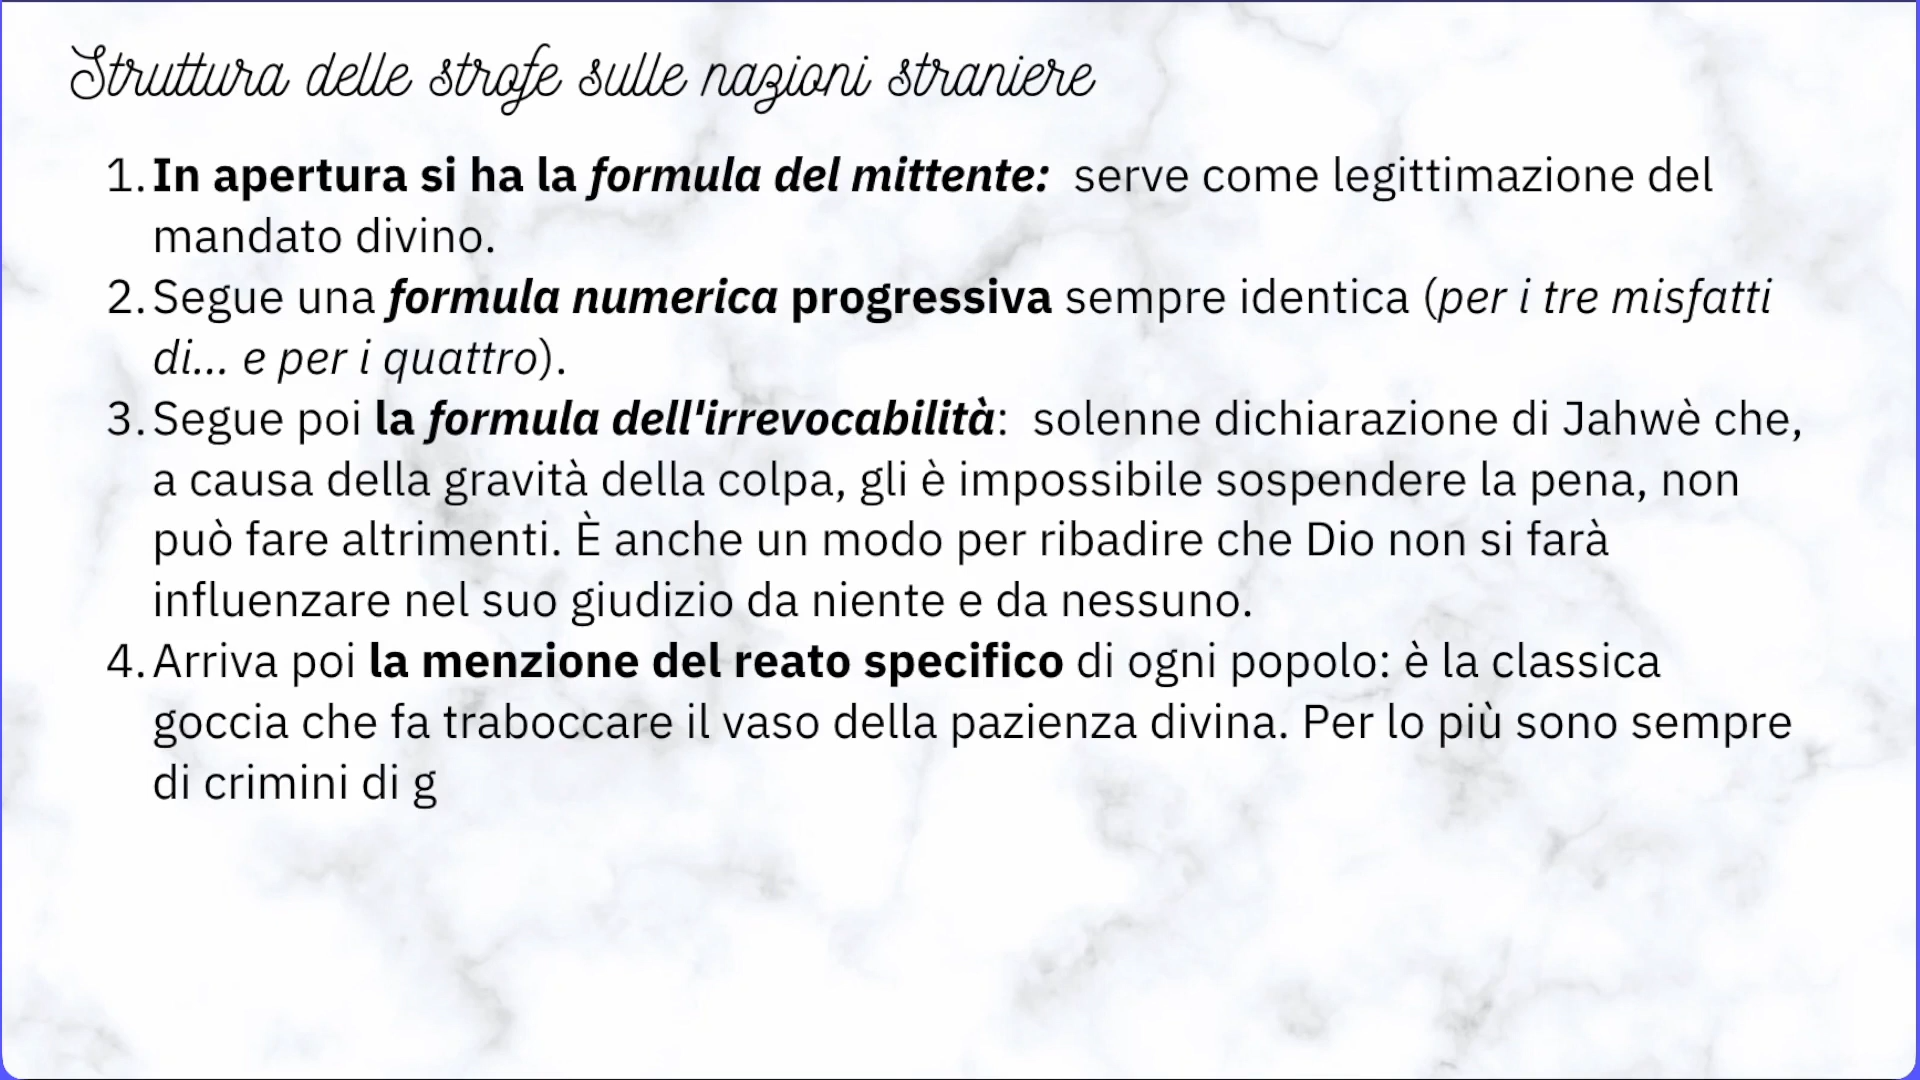 Struttura delle strofe sulle nazioni straniere
1. In apertura si ha la formula del mittente: serve come legittimazione del
mandato divino.
2. Segue una formula numerica progressiva sempre identica (per i tre misfatti
di... e per i quattro).
3. Segue poi la formula dell'irrevocabilità: solenne dichiarazione di Jahwè che,
a causa della gravità della colpa, gli è impossibile sospendere la pena, non
può fare altrimenti. È anche un modo per ribadire che Dio non si farà
influenzare nel suo giudizio da niente e da nessuno.
4. Arriva poi la menzione del reato specifico di ogni popolo: è la classica
goccia che fa traboccare il vaso della pazienza divina. Per lo più sono sempre
di crimini di g